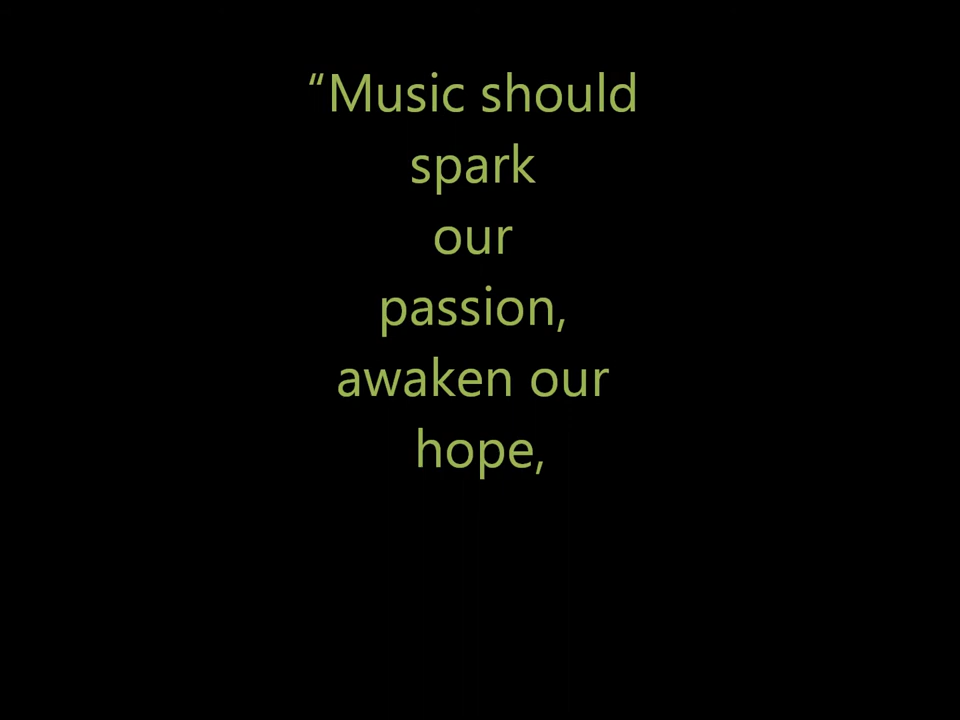 “Music should
spark
our
passion,
awaken our
hope,